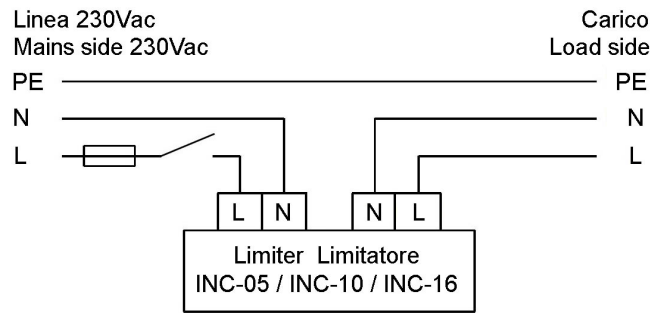 Linea 230Vac
Carico
Mains side 230Vac
Load side
PE
PE
N
N
L
L
L N
N L
Limiter Limitatore
INC-05 / INC-10 / INC-16